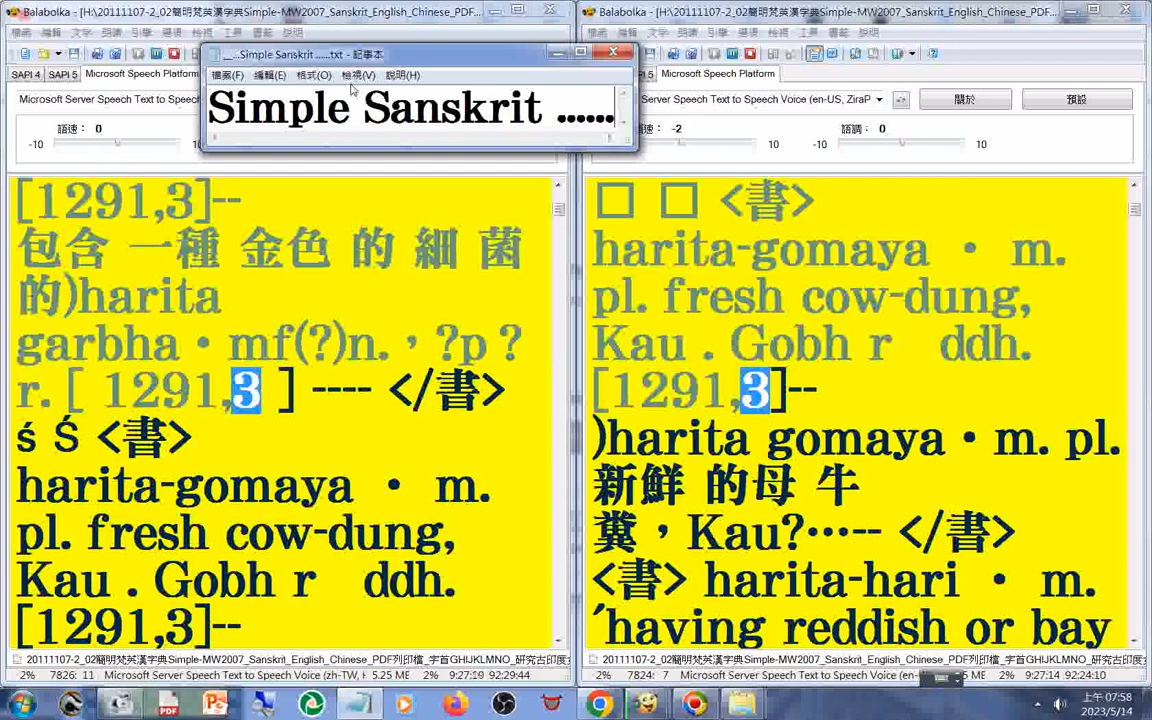 Balabolka - [H:\20111107-2_02簡明梵英漢字典Simple-MW2007_Sanskrit_English_Chinese_PDF...
Balabolka - [H:\20111107-2_02簡明梵英漢字典Simple-MW2007_Sanskrit_English_Chinese_PDF...
__...Simple Sanskrit ......txt - 記事本
檔案(F) 編輯(E) 格式(O) 檢視(V) 說明(H)
Simple Sanskrit ......
SAPI 4 SAPI 5 Microsoft Speech Platform
Microsoft Speech Platform
Microsoft Server Speech Text to Speech
Server Speech Text to Speech Voice (en-US, ZiraP
關於
預設
語速: 0
-10
語速: -2
10
語調: 0
-10
10
[1291,3]--
包含 一種 金色 的 細 菌
的)harita
garbha•mf(?)n.,?p ?
r. [ 1291,3 ] ---- </書>
ś Ś <書>
harita-gomaya • m.
pl. fresh cow-dung,
Kau . Gobh r ddh.
[1291,3]--
□ □ <書>
harita-gomaya • m.
pl. fresh cow-dung,
Kau . Gobh r ddh.
[1291,3]--
)harita gomaya•m. pl.
新鮮 的母 牛
糞,Kau?…-- </書>
<書> harita-hari • m.
'having reddish or bay
20111107-2_02簡明梵英漢字典Simple-MW2007_Sanskrit_English_Chinese_PDF列印檔_字首GHIJKLMNO_研究古印度
20111107-2_02簡明梵英漢字典Simple-MW2007_Sanskrit_English_Chinese_PDF列印檔_字首GHIJKLMNO_研究古印度
2% 7826: 11 Microsoft Server Speech Text to Speech Voice (zh-TW, H 5.25 ME 2% 9:27:19 92:29:44
2% 7824: 7 Microsoft Server Speech Text to Speech Voice (en-US 2% 9:27:14 92:24:10
上午 07:58
2023/5/14